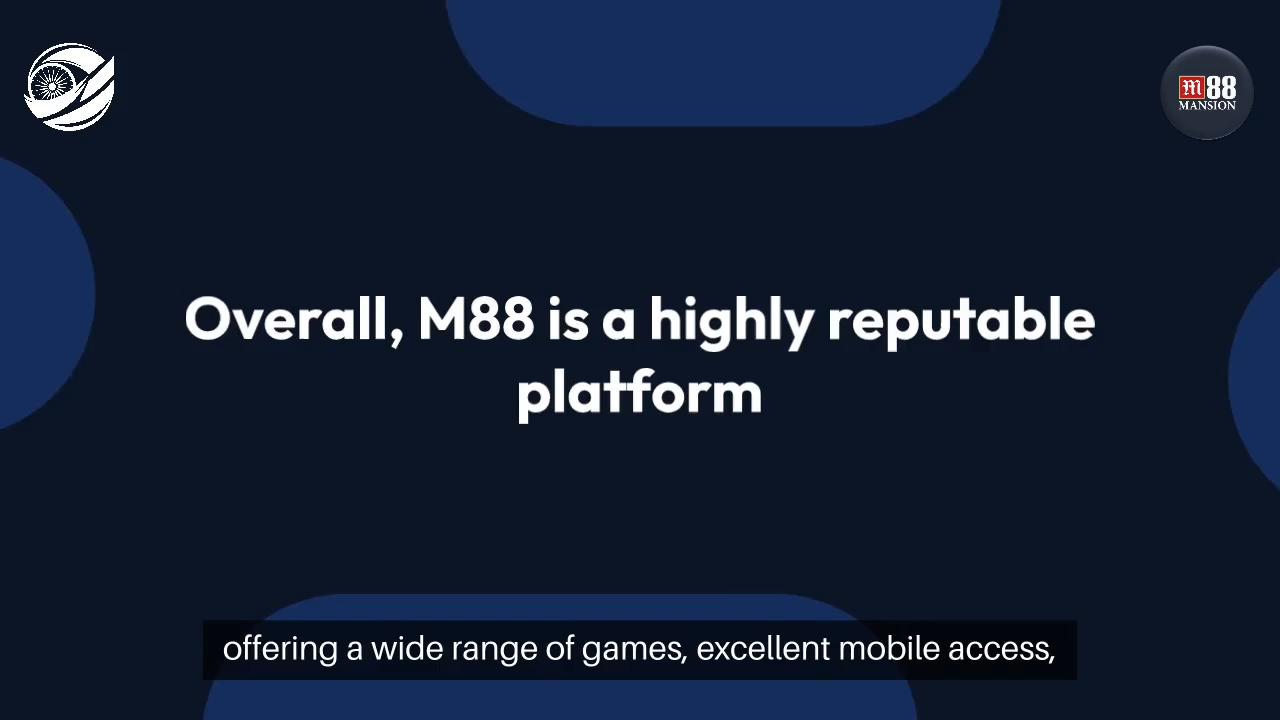 m88
MANSION
Overall, M88 is a highly reputable
platform
offering a wide range of games, excellent mobile access,